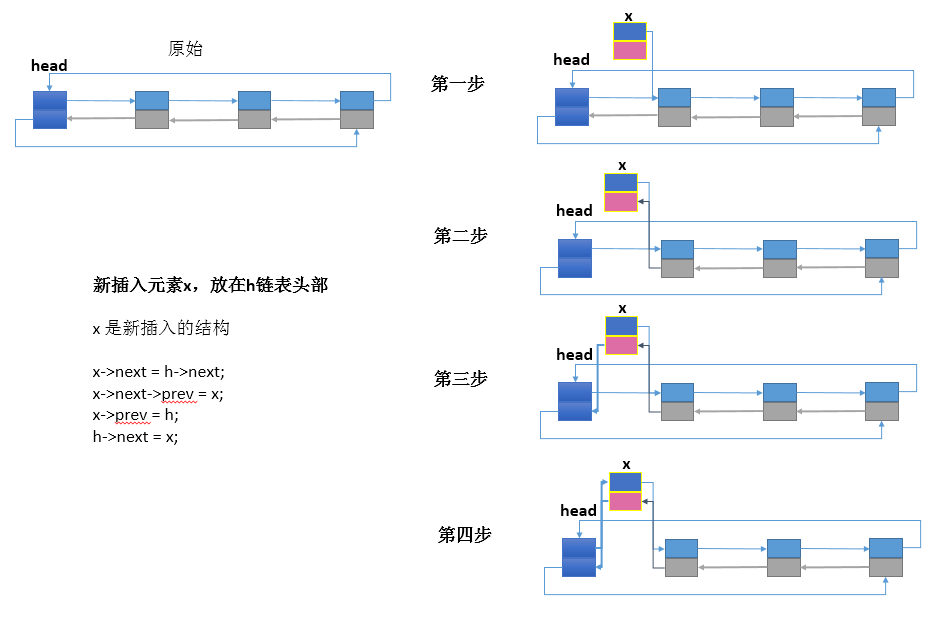 原始
head
新插入元素x，放在h链表头部
x 是新插入的结构
x->next = h->next;
x->next->prev = x;
x->prev = h;
h->next = x;
第一步
x
head
第二步
x
head
第三步
x
head
第四步
x
head